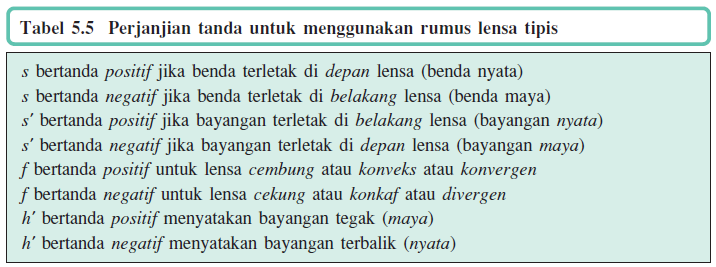 Tabel 5.5 Perjanjian tanda untuk menggunakan rumus lensa tipis
s bertanda positif jika benda terletak di depan lensa (benda nyata)
s bertanda negatif jika benda terletak di belakang lensa (benda maya)
s′ bertanda positif jika bayangan terletak di belakang lensa (bayangan nyata)
s′ bertanda negatif jika bayangan terletak di depan lensa (bayangan maya)
f bertanda positif untuk lensa cembung atau konveks atau konvergen
f bertanda negatif untuk lensa cekung atau konkaf atau divergen
h′ bertanda positif menyatakan bayangan tegak (maya)
h′ bertanda negatif menyatakan bayangan terbalik (nyata)